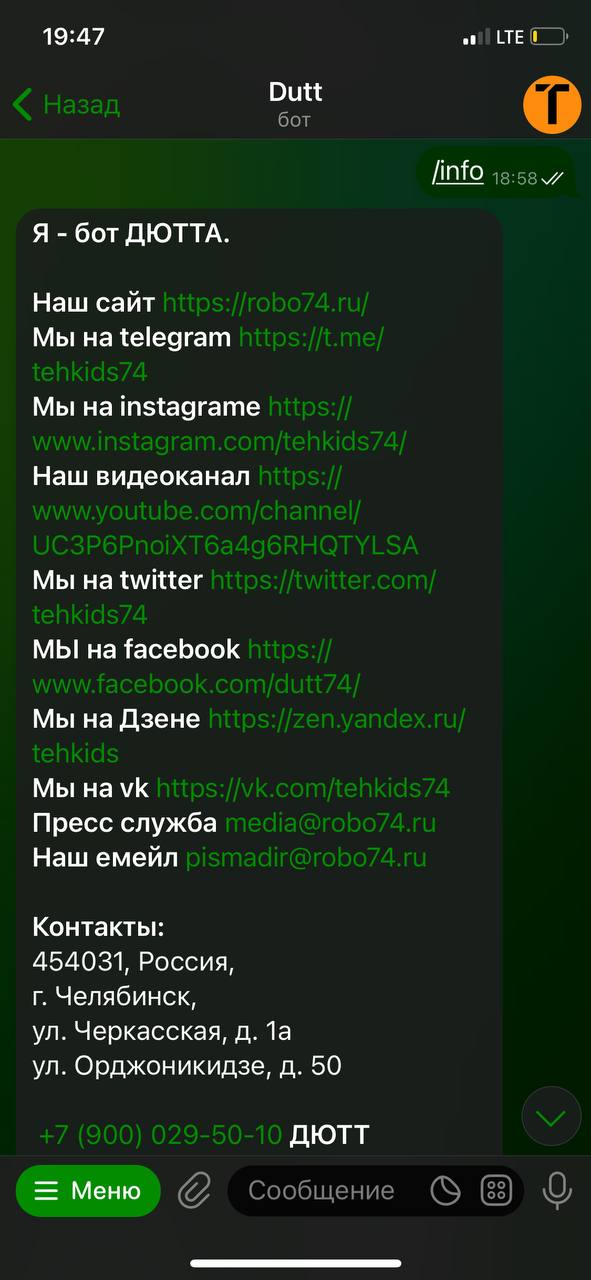 19:47
LTE
Назад
Dutt
бот
T
/info 18:58
Я - бот ДЮТТА.
Наш сайт https://robo74.ru/
Мы на telegram https://t.me/
tehkids74
Мы на instagrame https://
www.instagram.com/tehkids74/
Наш видеоканал https://
www.youtube.com/channel/
UC3P6PnoiXT6a4g6RHQTYLSA
Мы на twitter https://twitter.com/
tehkids74
МЫ на facebook https://
www.facebook.com/dutt74/
Мы на Дзене https://zen.yandex.ru/
tehkids
Мы на vk https://vk.com/tehkids74
Пресс служба media@robo74.ru
Наш емейл pismadir@robo74.ru
Контакты:
454031, Россия,
г. Челябинск,
ул. Черкасская, д. 1а
ул. Орджоникидзе, д. 50
+7 (900) 029-50-10 ДЮТТ
Меню
Сообщение